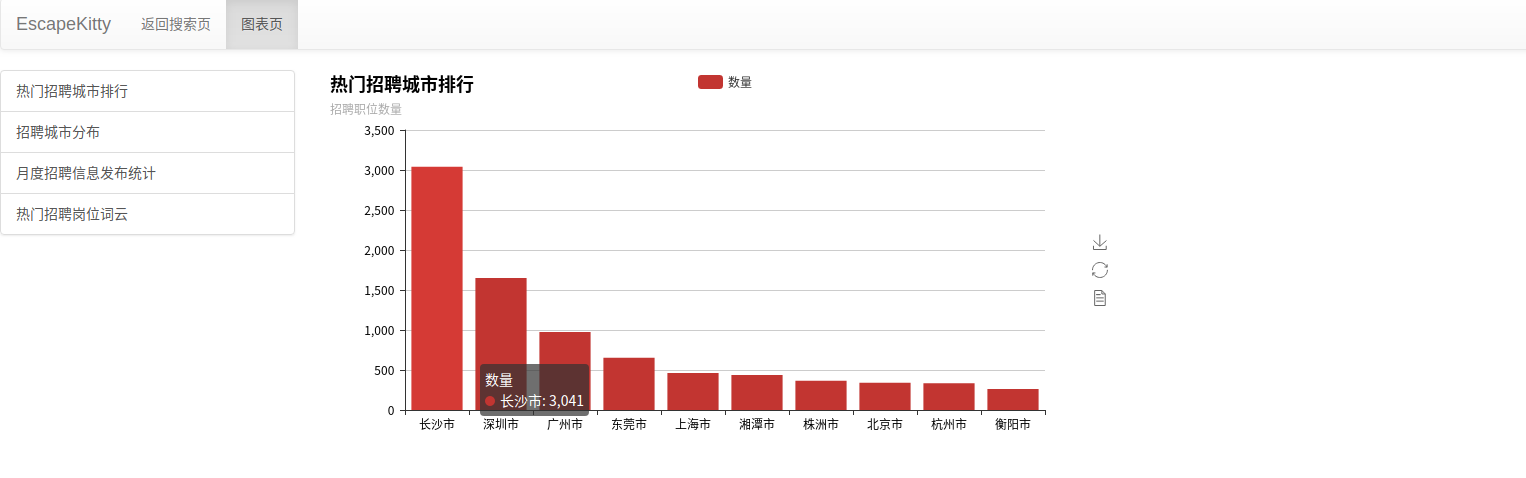 EscapeKitty 返回搜索页 图表页
热门招聘城市排行
招聘城市分布
月度招聘信息发布统计
热门招聘岗位词云
热门招聘城市排行
招聘职位数量
数量
3,500
3,000
2,500
2,000
1,500
1,000
500
0
数量
长沙市: 3,041
长沙市 深圳市 广州市 东莞市 上海市 湘潭市 株洲市 北京市 杭州市 衡阳市